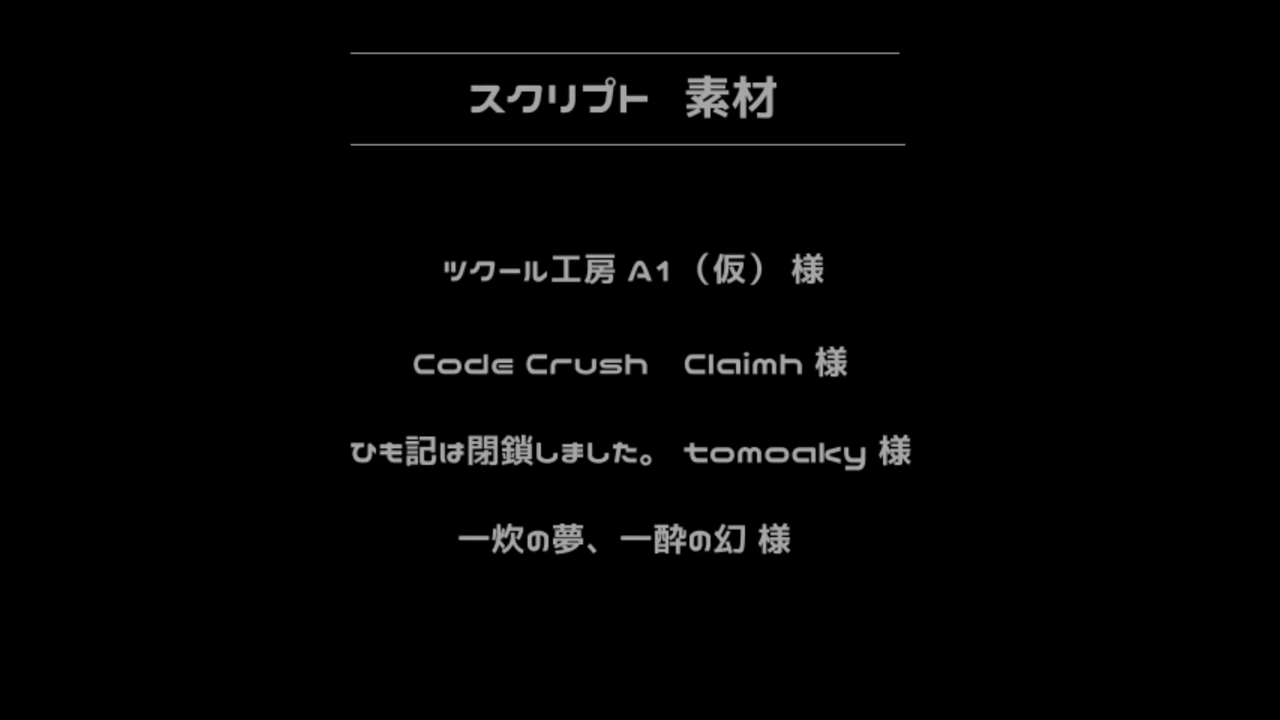 スクリプト 素材
ツクール工房 A1 （仮） 様
Code Crush Claimh 様
ひも記は閉鎖しました。 tomoaky 様
一炊の夢、一酔の幻 様